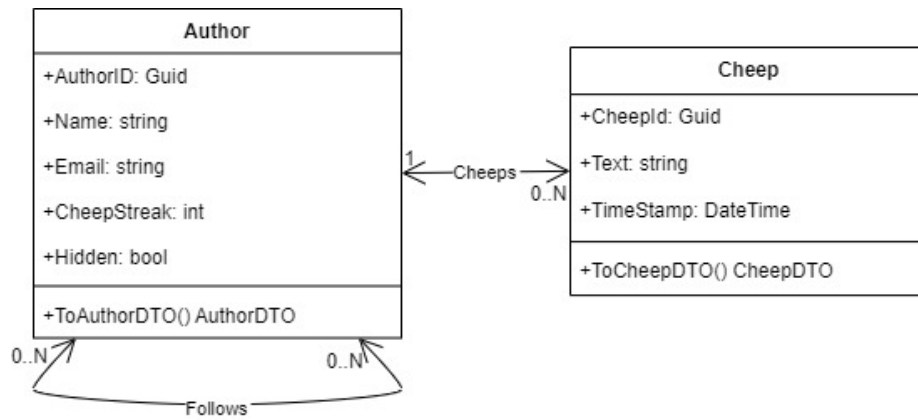 Author
+AuthorID: Guid
+Name: string
+Email: string
+CheepStreak: int
+Hidden: bool
+ToAuthorDTO() AuthorDTO
0..N
0..N
Follows
1
Cheeps
0..N
Cheep
+CheepId: Guid
+Text: string
+TimeStamp: DateTime
+ToCheepDTO() CheepDTO